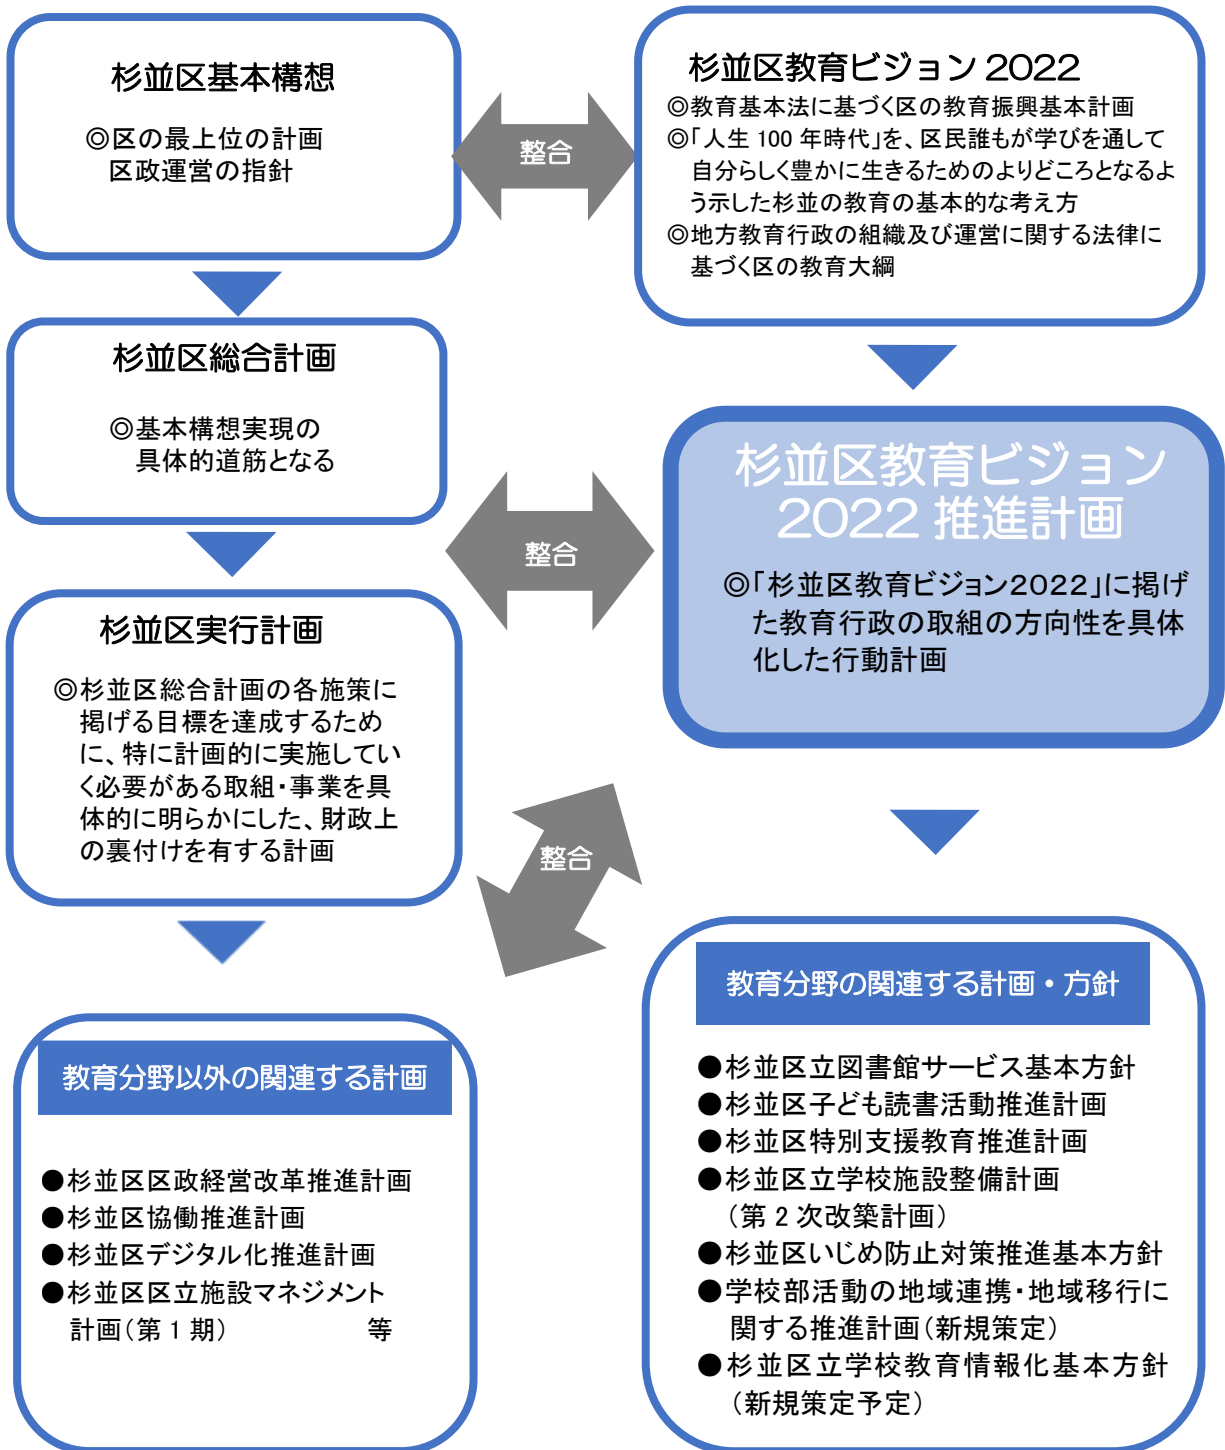 杉並区基本構想
◎区の最上位の計画
区政運営の指針
整合
杉並区教育ビジョン 2022
◎教育基本法に基づく区の教育振興基本計画
◎「人生 100 年時代」を、区民誰もが学びを通して
自分らしく豊かに生きるためのよりどころとなるよ
う示した杉並の教育の基本的な考え方
◎地方教育行政の組織及び運営に関する法律に
基づく区の教育大綱
杉並区総合計画
◎基本構想実現の
具体的道筋となる
整合
杉並区教育ビジョン
2022 推進計画
◎「杉並区教育ビジョン2022」に掲げ
た教育行政の取組の方向性を具体
化した行動計画
杉並区実行計画
◎杉並区総合計画の各施策に
掲げる目標を達成するため
に、特に計画的に実施してい
く必要がある取組・事業を具
体的に明らかにした、財政上
の裏付けを有する計画
整合
教育分野以外の関連する計画
●杉並区区政経営改革推進計画
●杉並区協働推進計画
●杉並区デジタル化推進計画
●杉並区区立施設マネジメント
計画(第 1 期) 等
教育分野の関連する計画・方針
●杉並区立図書館サービス基本方針
●杉並区子ども読書活動推進計画
●杉並区特別支援教育推進計画
●杉並区立学校施設整備計画
(第 2 次改築計画)
●杉並区いじめ防止対策推進基本方針
●学校部活動の地域連携・地域移行に
関する推進計画(新規策定)
●杉並区立学校教育情報化基本方針
(新規策定予定)